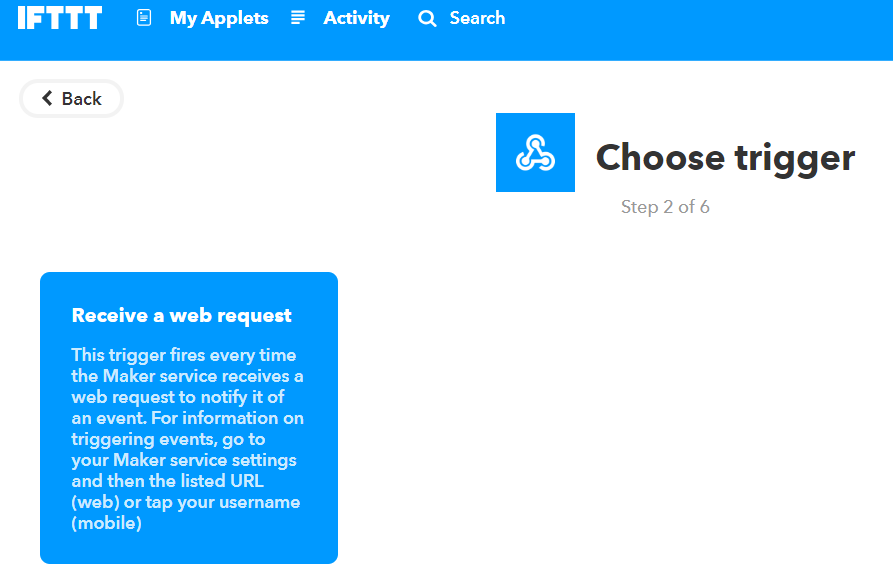 IFTTT My Applets Activity Search
Back
Choose trigger
Step 2 of 6
Receive a web request
This trigger fires every time
the Maker service receives a
web request to notify it of
an event. For information on
triggering events, go to
your Maker service settings
and then the listed URL
(web) or tap your username
(mobile)